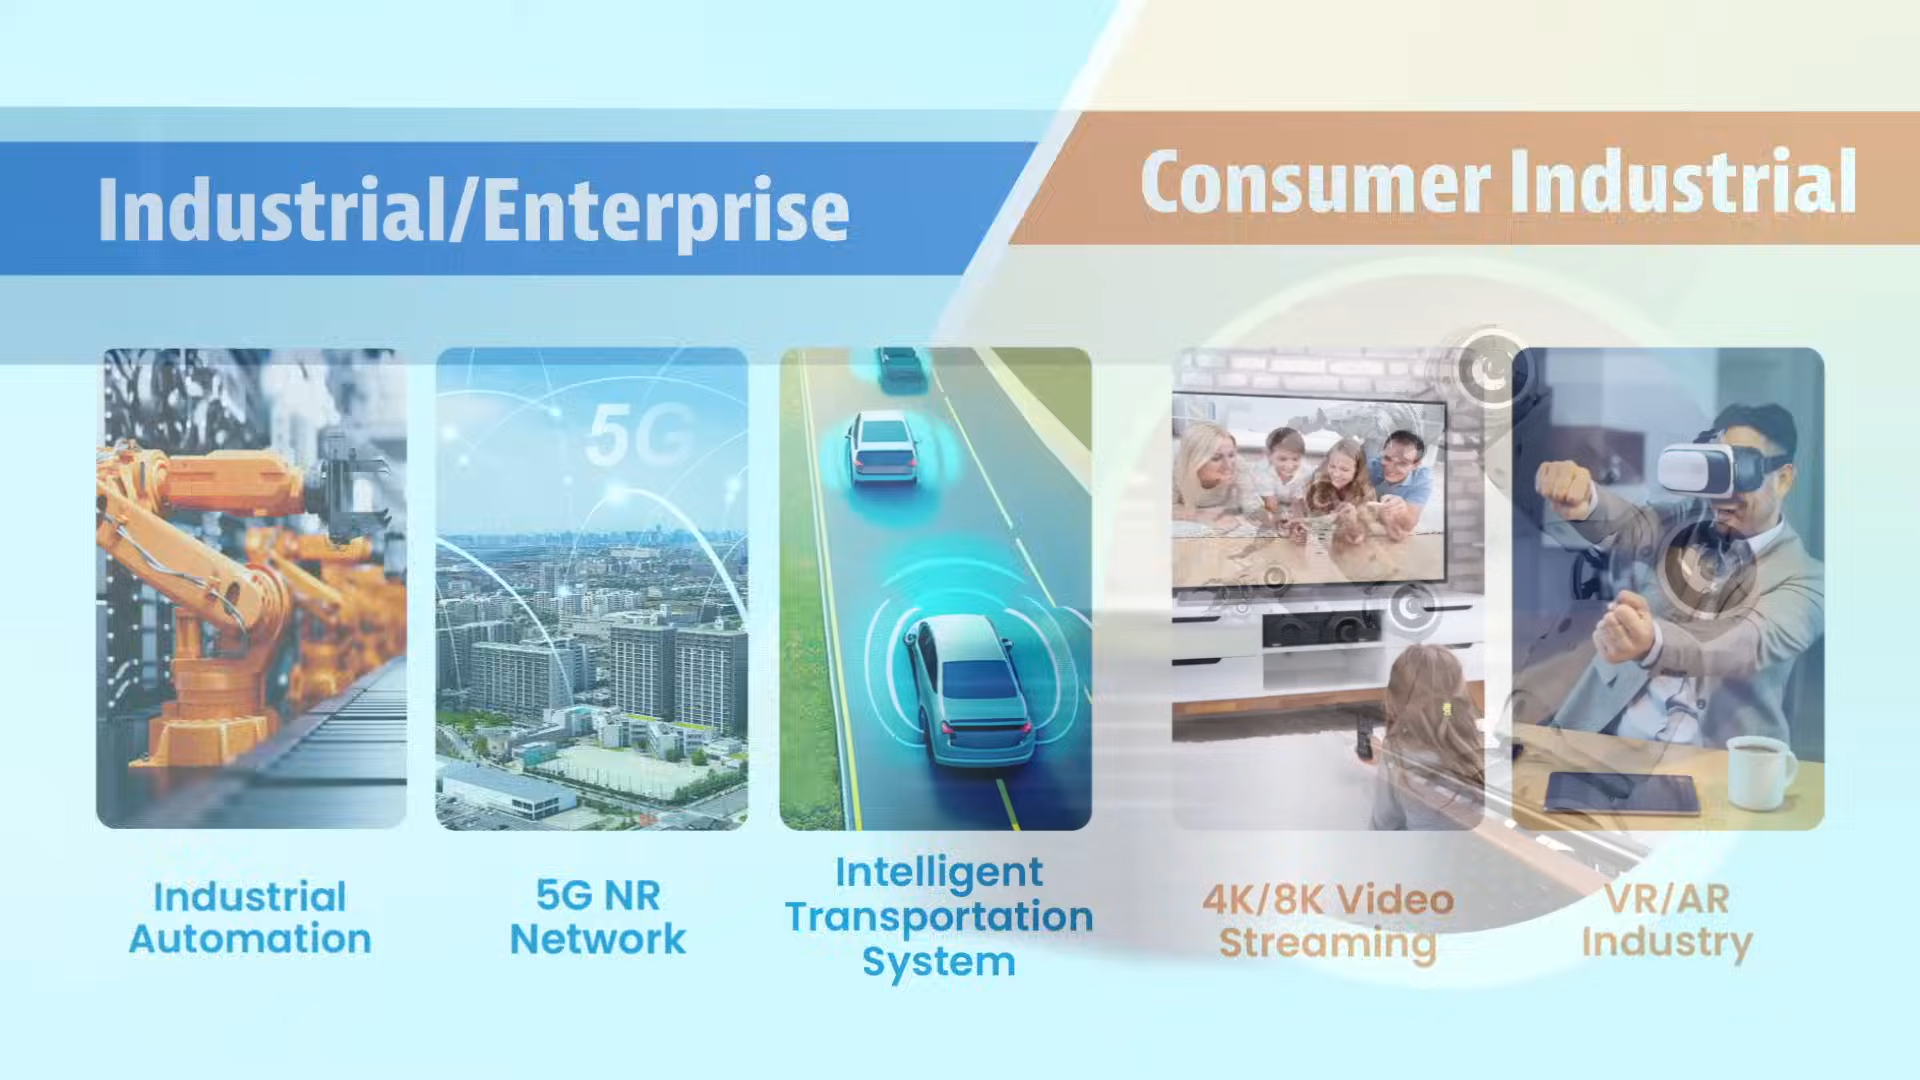 Industrial/Enterprise
Consumer Industrial
5G
Industrial
Automation
5G NR
Network
Intelligent
Transportation
System
4K/8K Video
Streaming
VR/AR
Industry